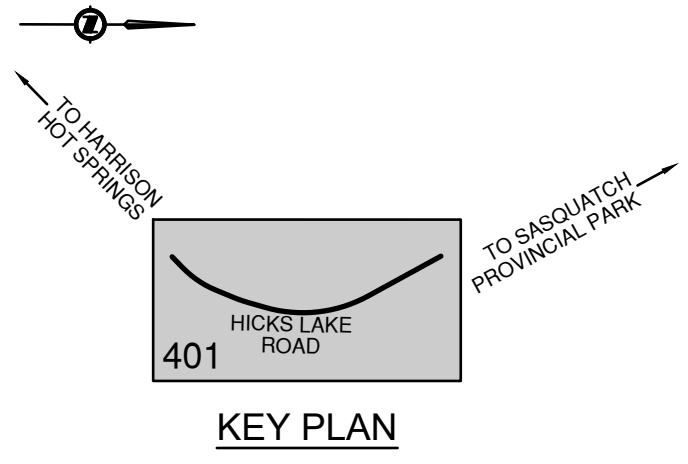 N
TO HARRISON
HOT SPRINGS
TO SASQUATCH
PROVINCIAL PARK
HICKS LAKE
ROAD
401
KEY PLAN